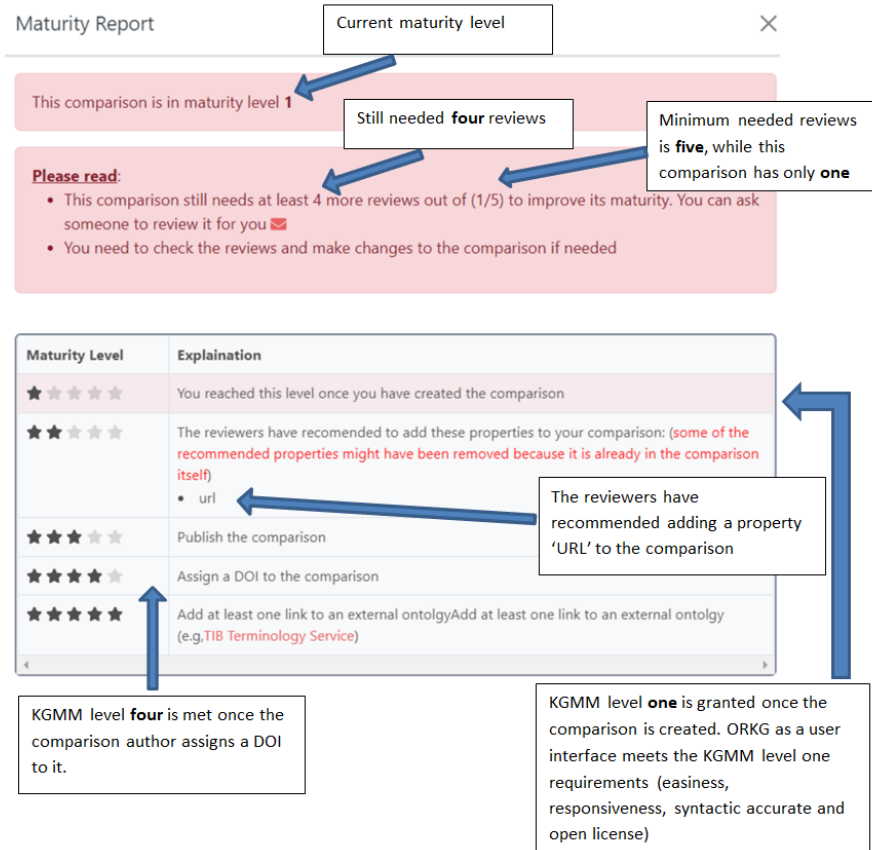 Maturity Report
Current maturity level
This comparison is in maturity level 1
Still needed four reviews
Minimum needed reviews
is five, while this
comparison has only one
Please read:
• This comparison still needs at least 4 more reviews out of (1/5) to improve its maturity. You can ask
someone to review it for you
• You need to check the reviews and make changes to the comparison if needed
Maturity Level
Explaination
You reached this level once you have created the comparison
The reviewers have recomended to add these properties to your comparison: (some of the
recommended properties might have been removed because it is already in the comparison
itself)
• url
The reviewers have
recommended adding a property
‘URL’ to the comparison
Publish the comparison
Assign a DOI to the comparison
Add at least one link to an external ontolgyAdd at least one link to an external ontolgy
(e.g,TIB Terminology Service)
KGMM level four is met once the
comparison author assigns a DOI
to it.
KGMM level one is granted once the
comparison is created. ORKG as a user
interface meets the KGMM level one
requirements (easiness,
responsiveness, syntactic accurate and
open license)